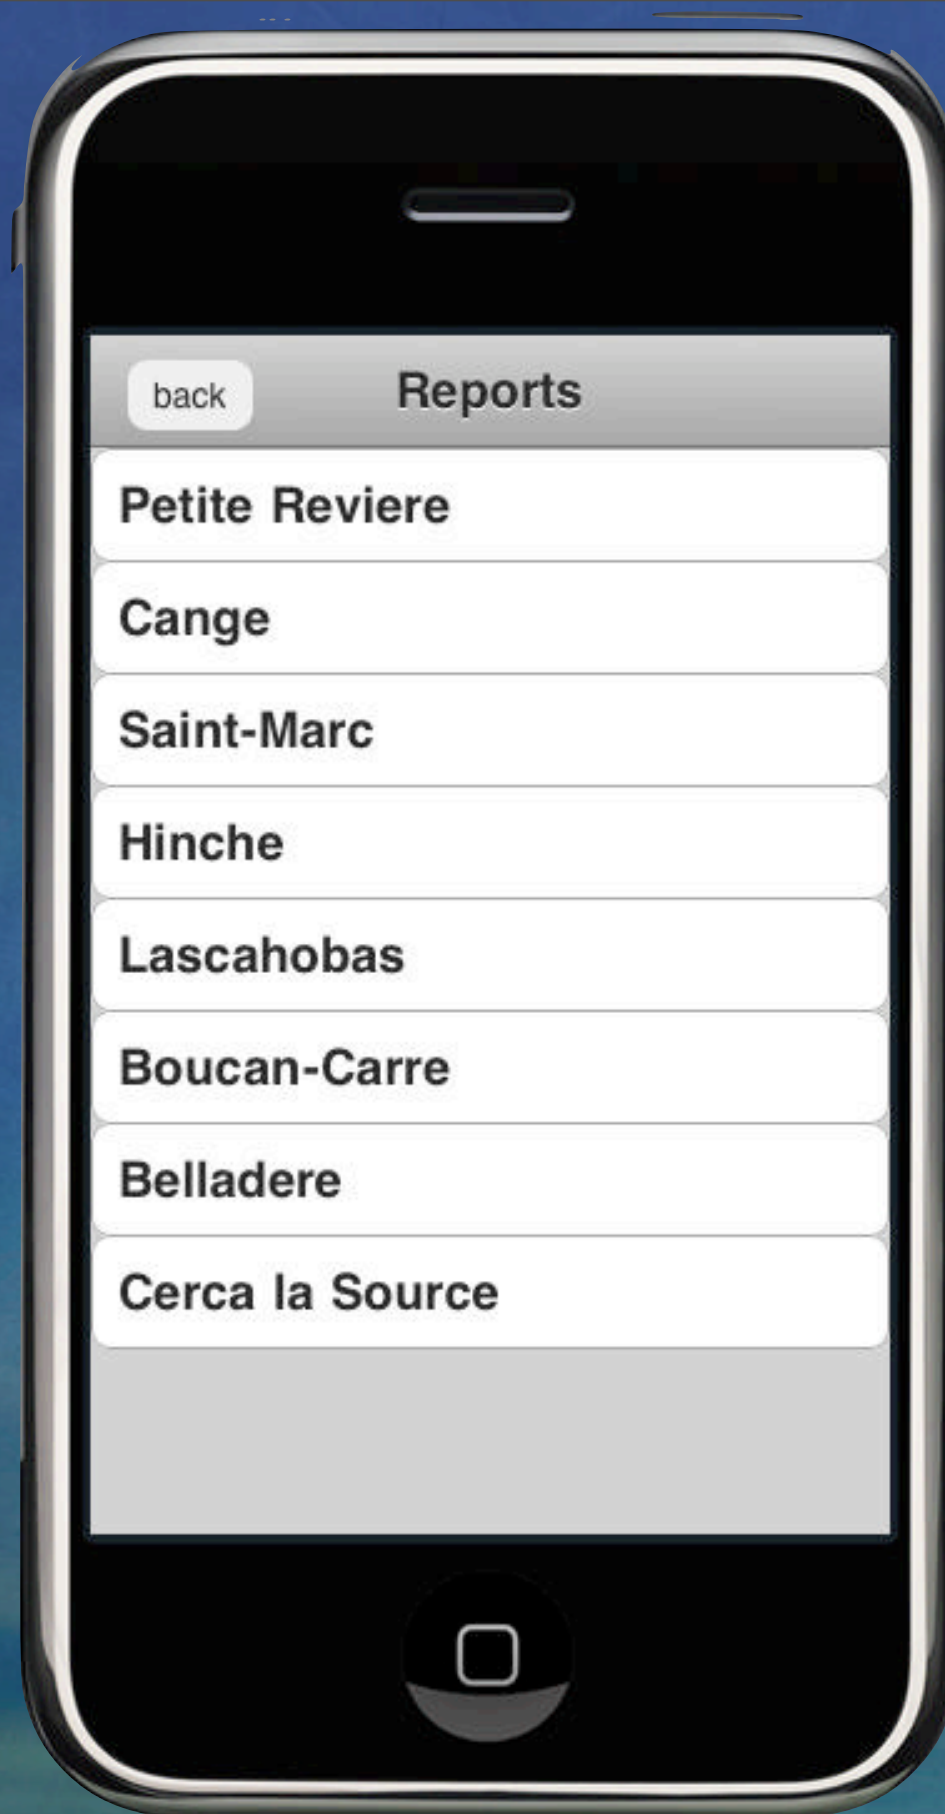 back
Reports
Petite Reviere
Cange
Saint-Marc
Hinche
Lascahobas
Boucan-Carre
Belladere
Cerca la Source